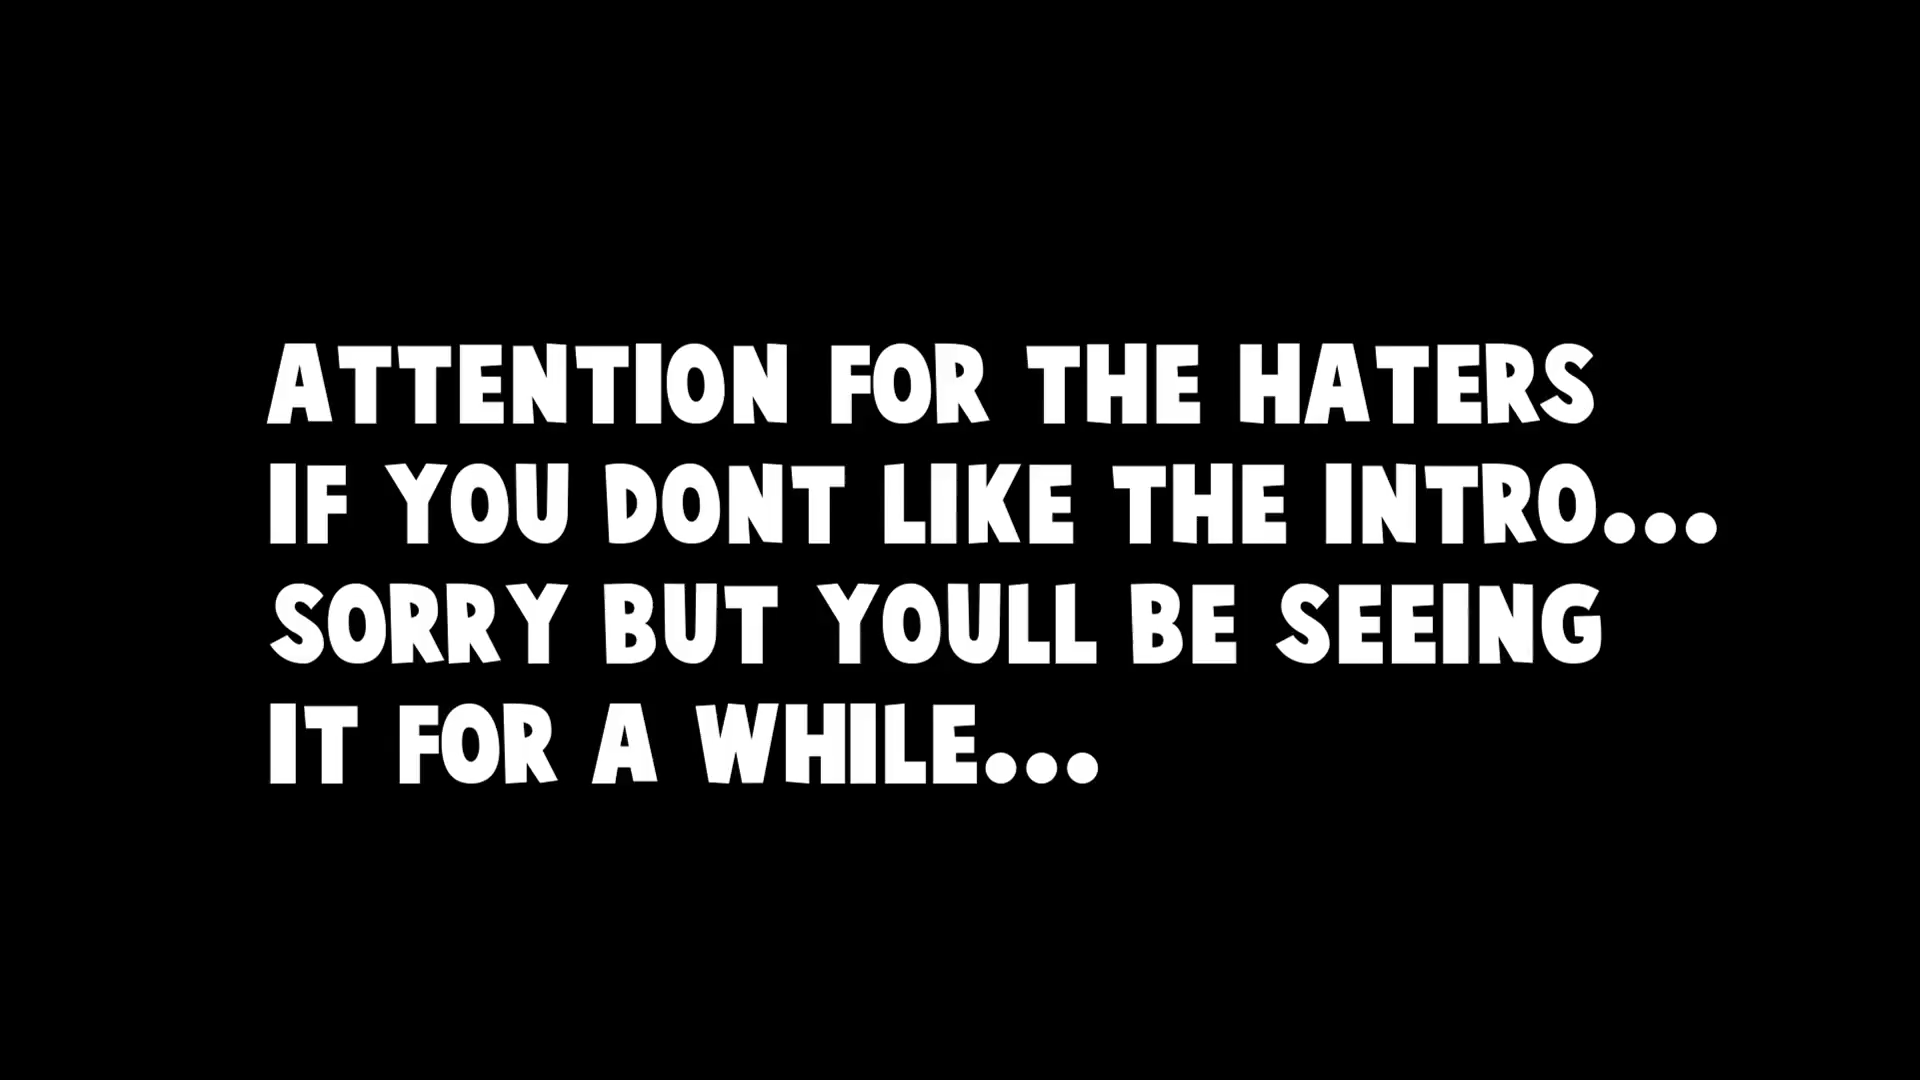 ATTENTION FOR THE HATERS
IF YOU DONT LIKE THE INTRO...
SORRY BUT YOULL BE SEEING
IT FOR A WHILE...